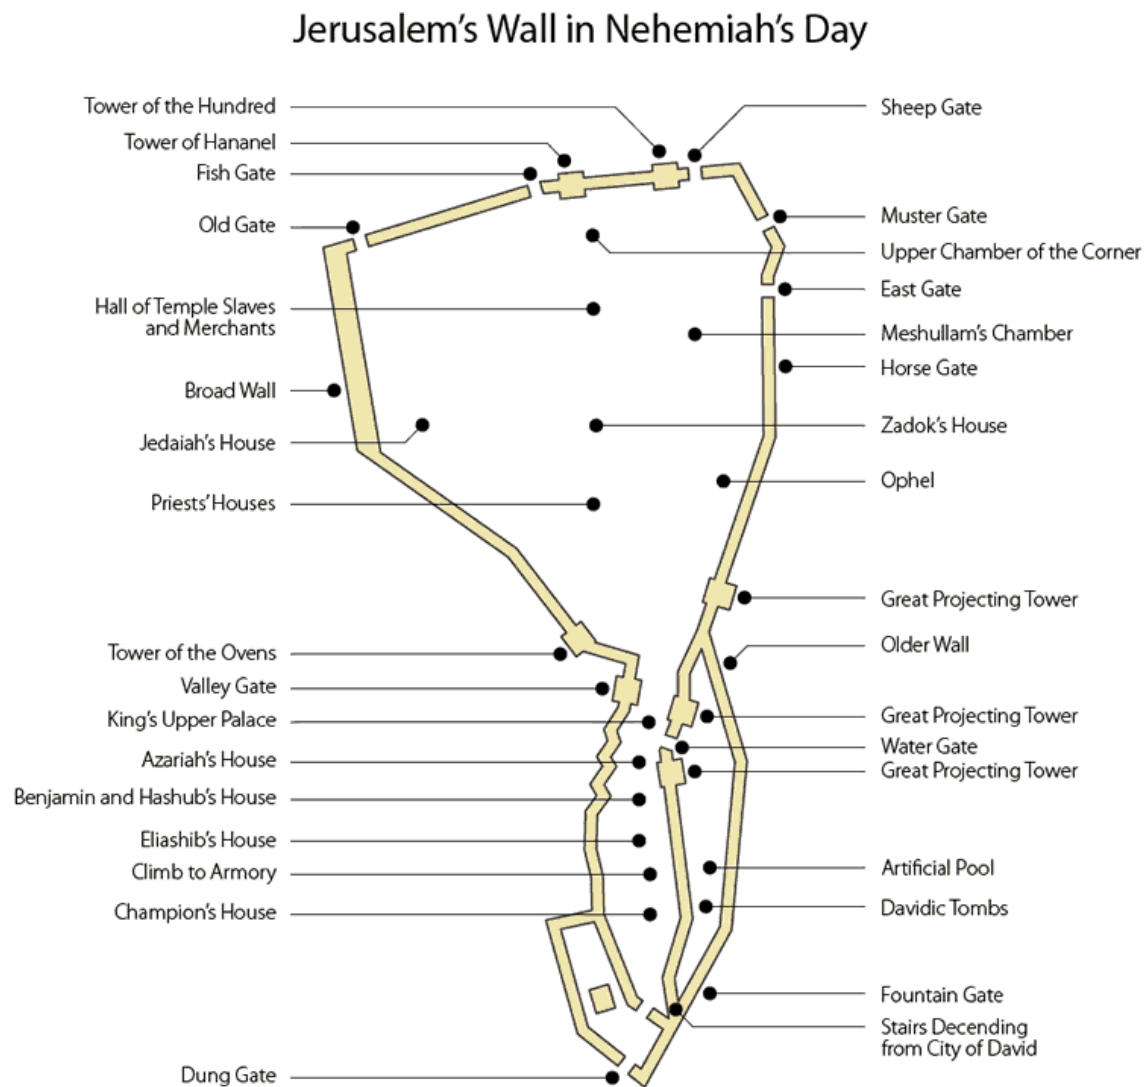 Jerusalem's Wall in Nehemiah's Day
Tower of the Hundred
Tower of Hananel
Fish Gate
Old Gate
Hall of Temple Slaves
and Merchants
Broad Wall
Jedaiah's House
Priests' Houses
Tower of the Ovens
Valley Gate
King's Upper Palace
Azariah's House
Benjamin and Hashub's House
Eliashib's House
Climb to Armory
Champion's House
Dung Gate
Sheep Gate
Muster Gate
Upper Chamber of the Corner
East Gate
Meshullam's Chamber
Horse Gate
Zadok's House
Ophel
Great Projecting Tower
Older Wall
Great Projecting Tower
Water Gate
Great Projecting Tower
Artificial Pool
Davidic Tombs
Fountain Gate
Stairs Decending
from City of David